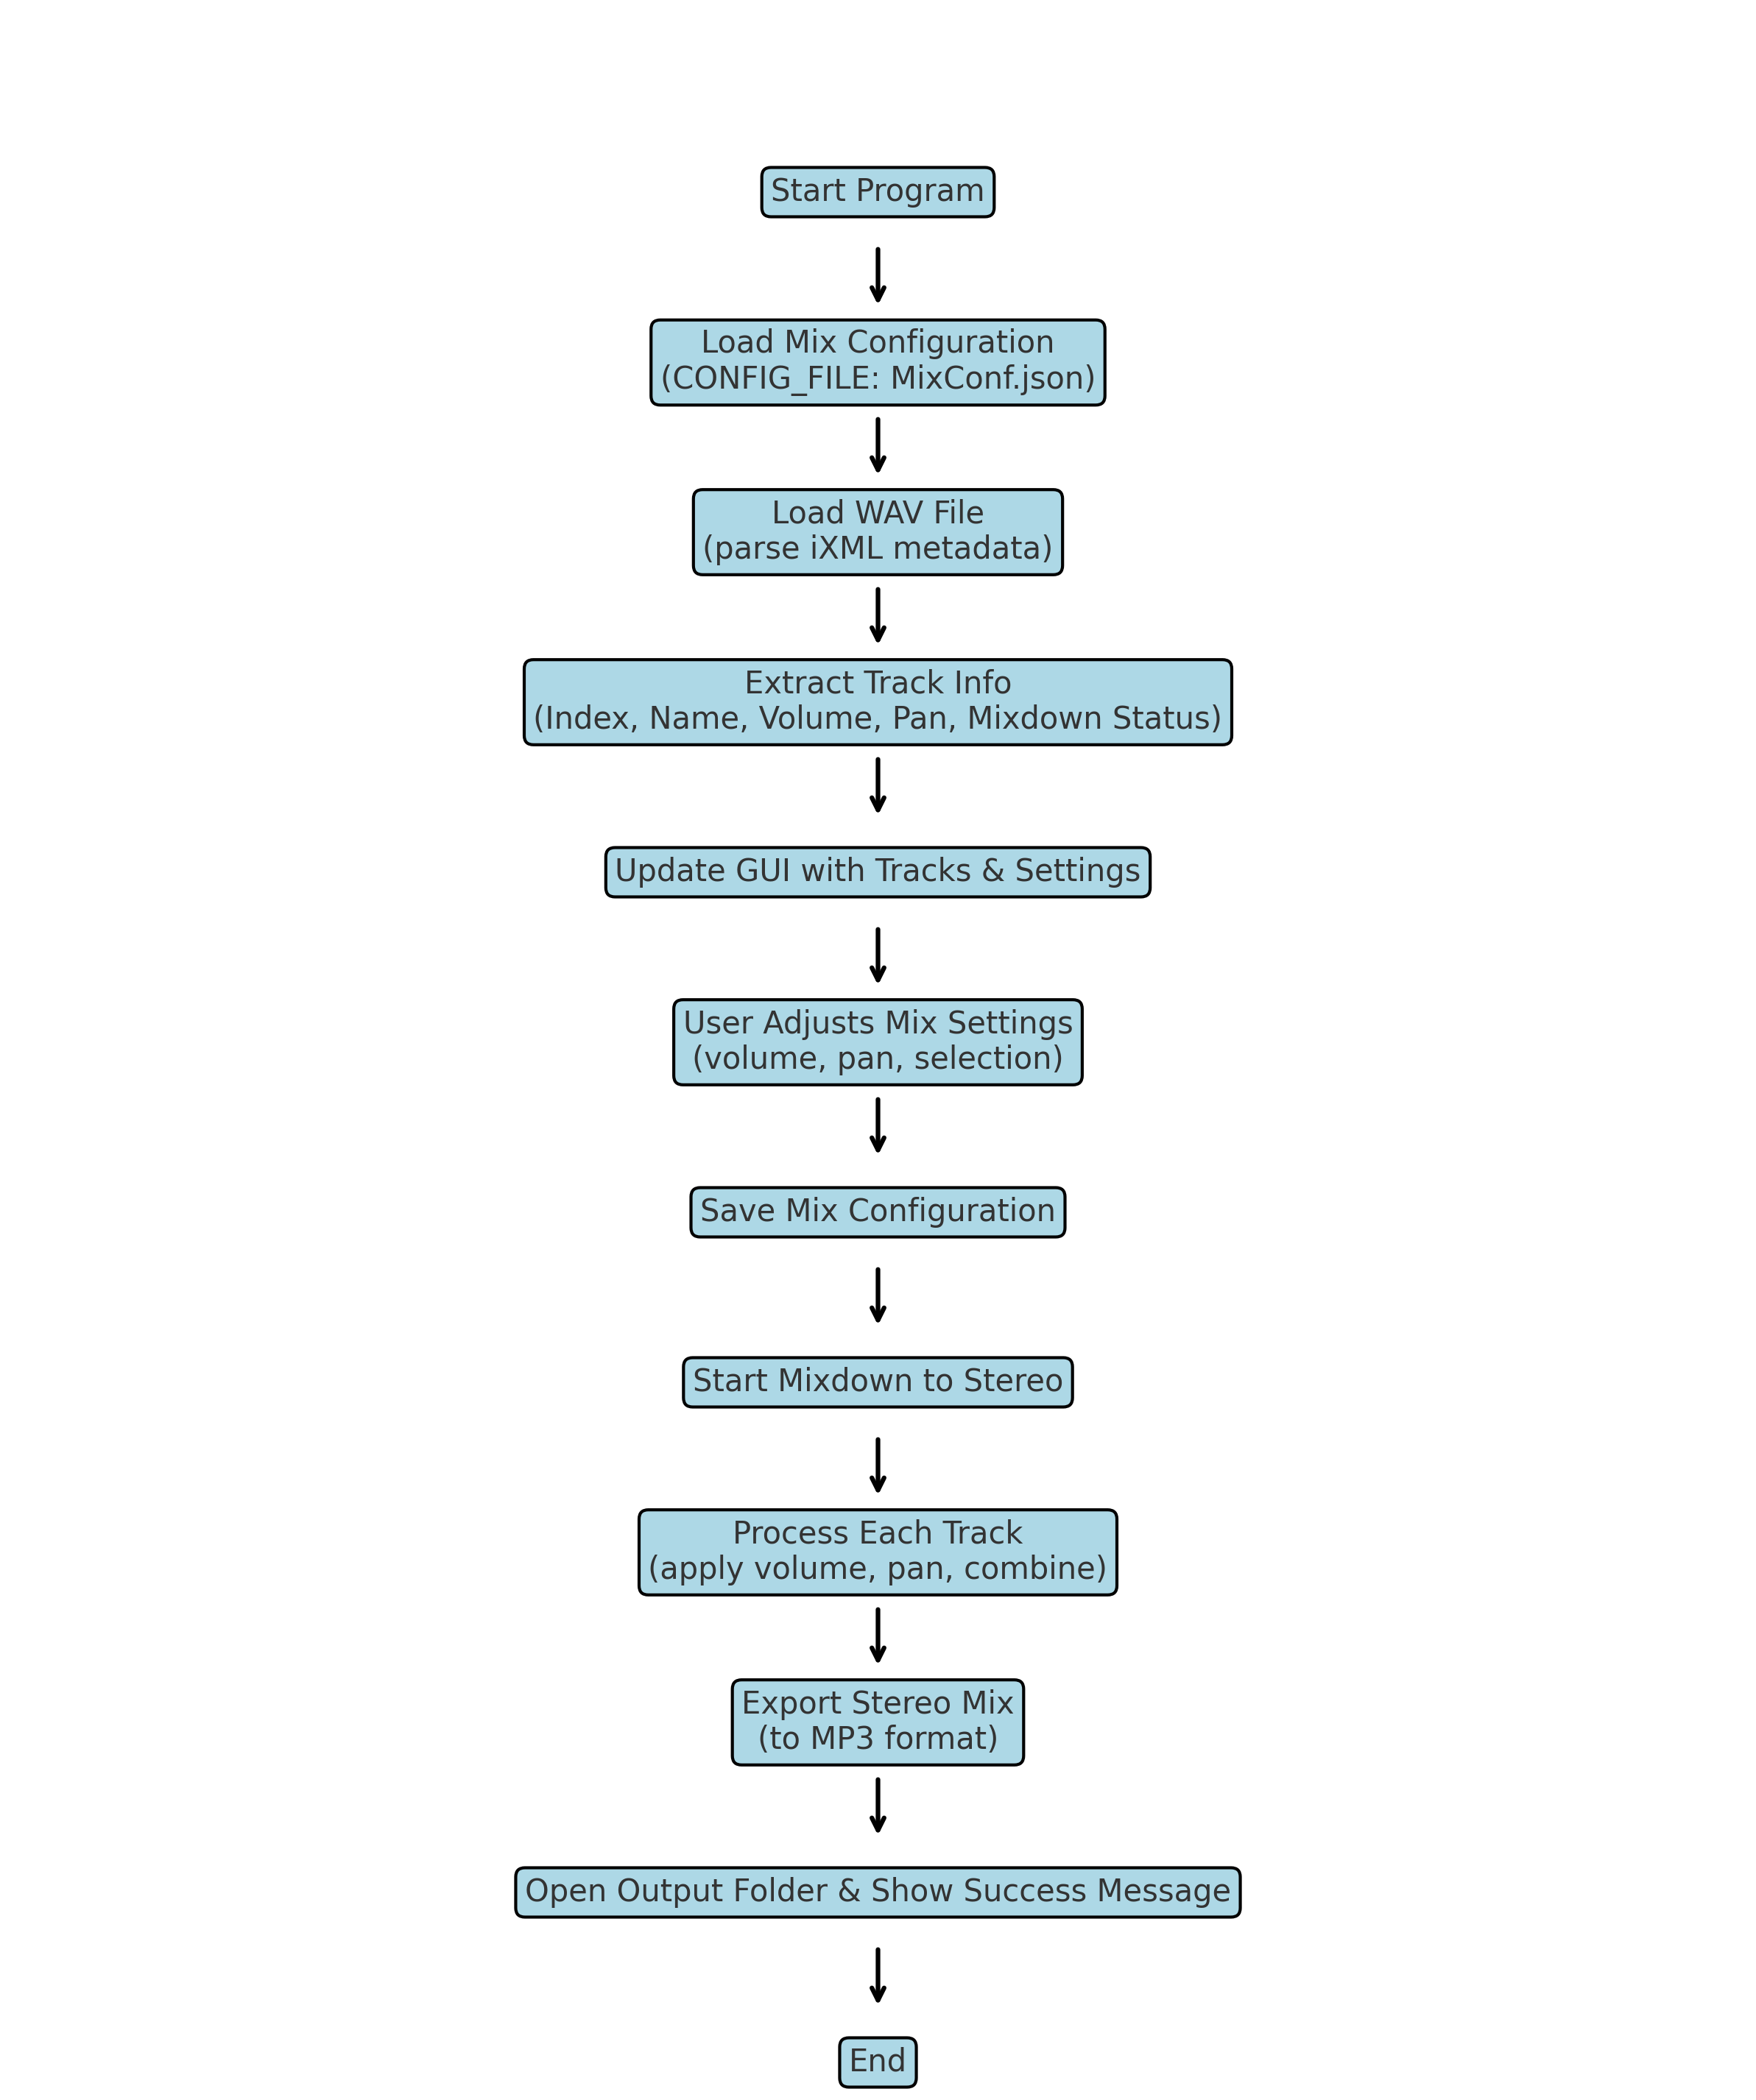 Start Program
Load Mix Configuration
(CONFIG_FILE: MixConf.json)
Load WAV File
(parse iXML metadata)
Extract Track Info
(Index, Name, Volume, Pan, Mixdown Status)
Update GUI with Tracks & Settings
User Adjusts Mix Settings
(volume, pan, selection)
Save Mix Configuration
Start Mixdown to Stereo
Process Each Track
(apply volume, pan, combine)
Export Stereo Mix
(to MP3 format)
Open Output Folder & Show Success Message
End